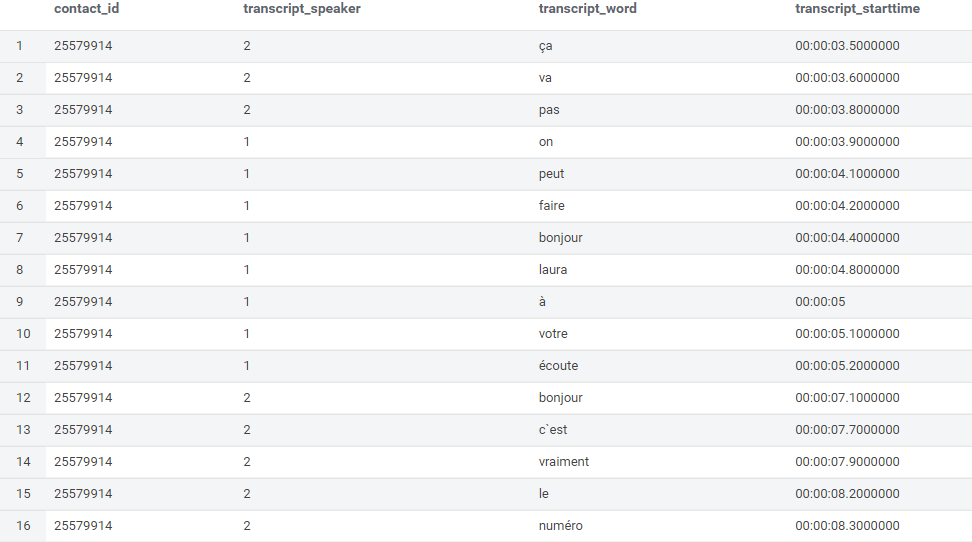 contact_id transcript_speaker transcript_word transcript_starttime
1 25579914 2 ça 00:00:03.5000000
2 25579914 2 va 00:00:03.6000000
3 25579914 2 pas 00:00:03.8000000
4 25579914 1 on 00:00:03.9000000
5 25579914 1 peut 00:00:04.1000000
6 25579914 1 faire 00:00:04.2000000
7 25579914 1 bonjour 00:00:04.4000000
8 25579914 1 laura 00:00:04.8000000
9 25579914 1 à 00:00:05
10 25579914 1 votre 00:00:05.1000000
11 25579914 1 écoute 00:00:05.2000000
12 25579914 2 bonjour 00:00:07.1000000
13 25579914 2 c`est 00:00:07.7000000
14 25579914 2 vraiment 00:00:07.9000000
15 25579914 2 le 00:00:08.2000000
16 25579914 2 numéro 00:00:08.3000000